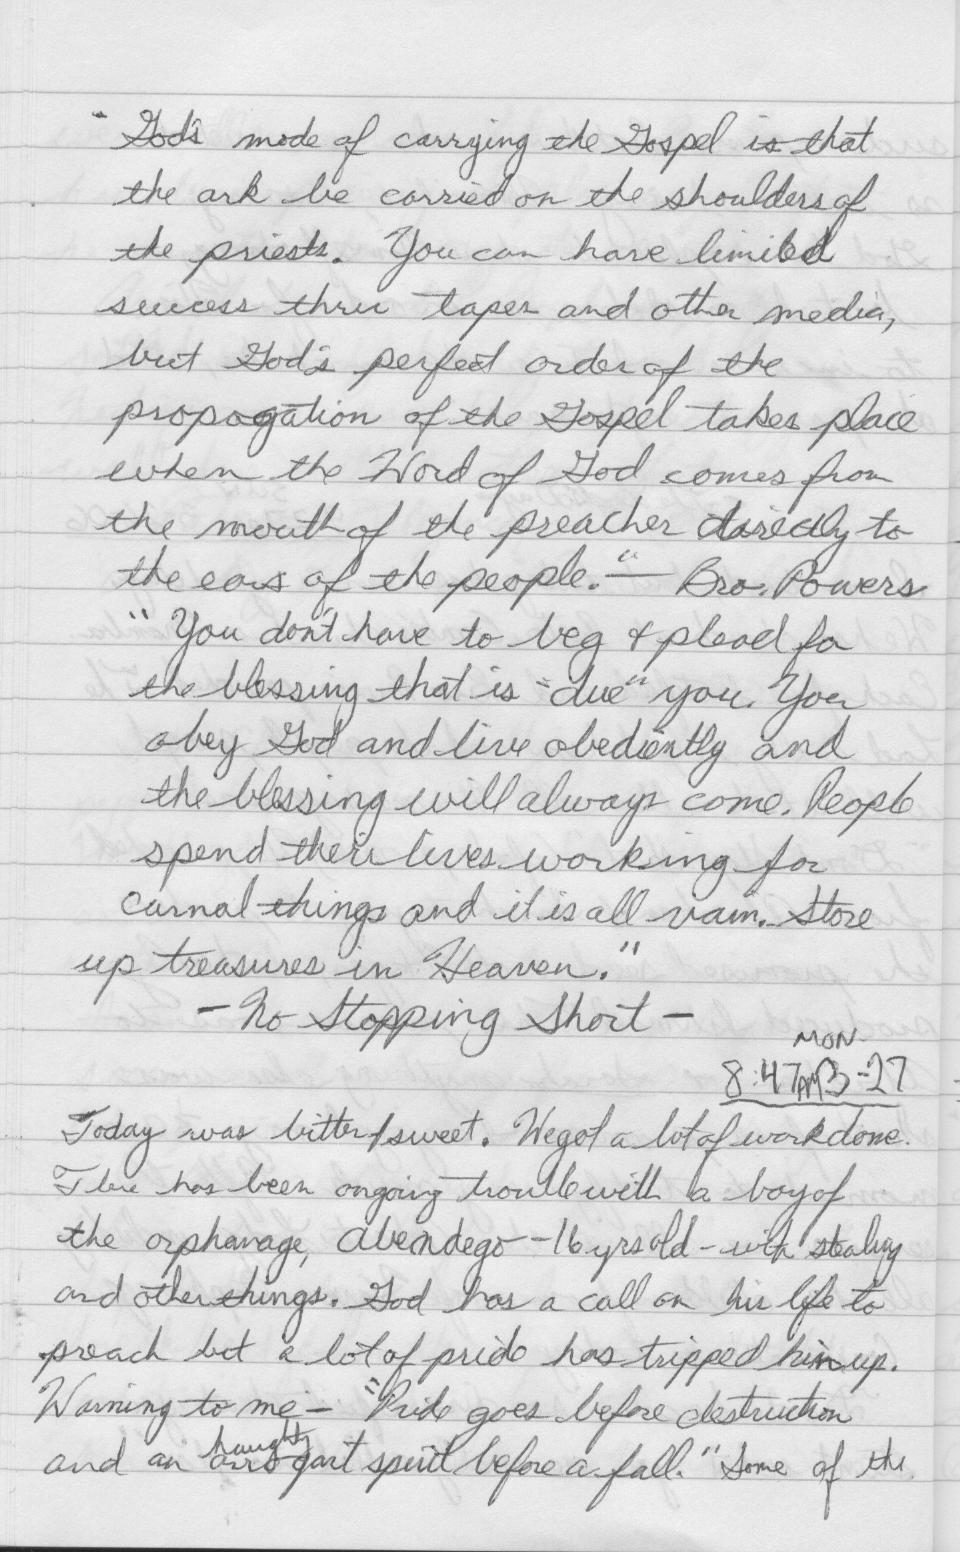 "God's mode of carrying the Gospel is that
the ark be carried on the shoulders of
the priests. You can have limited
success thru tapes and other media,
but God's perfect order of the
propagation of the Gospel takes place
when the Word of God comes from
the mouth of the preacher directly to
the ears of the people." — Bro. Powers
"You don't have to beg & plead for
the blessing that is "due" you. You
obey God and live obediently and
the blessing will always come. People
spend their lives working for
carnal things and it is all vain. Store
up treasures in Heaven."
- No Stopping Short -
MON.
8:47 AM 3-27
Today was bitter/sweet. We got a lot of work done.
There has been ongoing trouble with a boy of
the orphanage, Abendego - 16 yrs old - with stealing
and other things. God has a call on his life to
preach but a lot of pride has tripped him up.
Warning to me - "Pride goes before destruction
haughty
and an arrogant spirit before a fall." Some of the